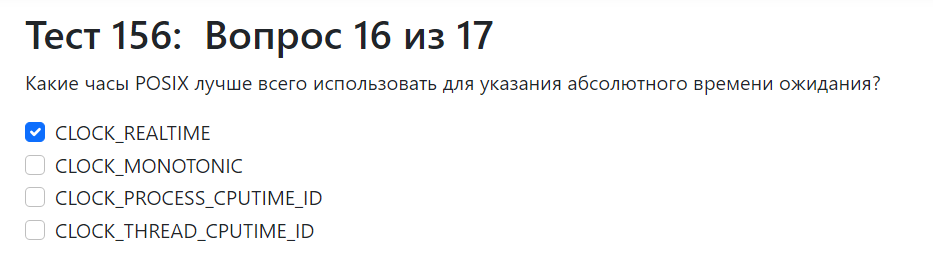 Тест 156: Вопрос 16 из 17
Какие часы POSIX лучше всего использовать для указания абсолютного времени ожидания?
CLOCK_REALTIME
CLOCK_MONOTONIC
CLOCK_PROCESS_CPUTIME_ID
CLOCK_THREAD_CPUTIME_ID